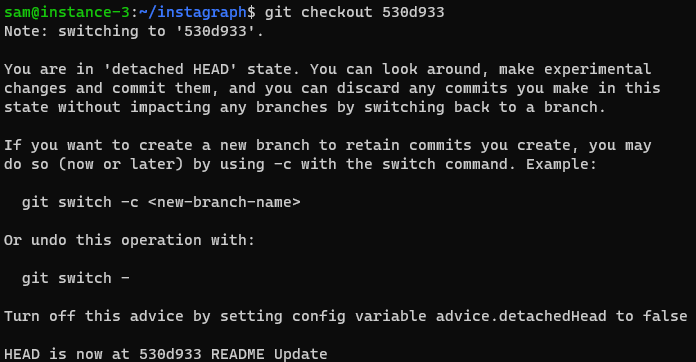 sam@instance-3:~/instagraph$ git checkout 530d933
Note: switching to '530d933'.
You are in 'detached HEAD' state. You can look around, make experimental
changes and commit them, and you can discard any commits you make in this
state without impacting any branches by switching back to a branch.
If you want to create a new branch to retain commits you create, you may
do so (now or later) by using -c with the switch command. Example:
git switch -c <new-branch-name>
Or undo this operation with:
git switch -
Turn off this advice by setting config variable advice.detachedHead to false
HEAD is now at 530d933 README Update